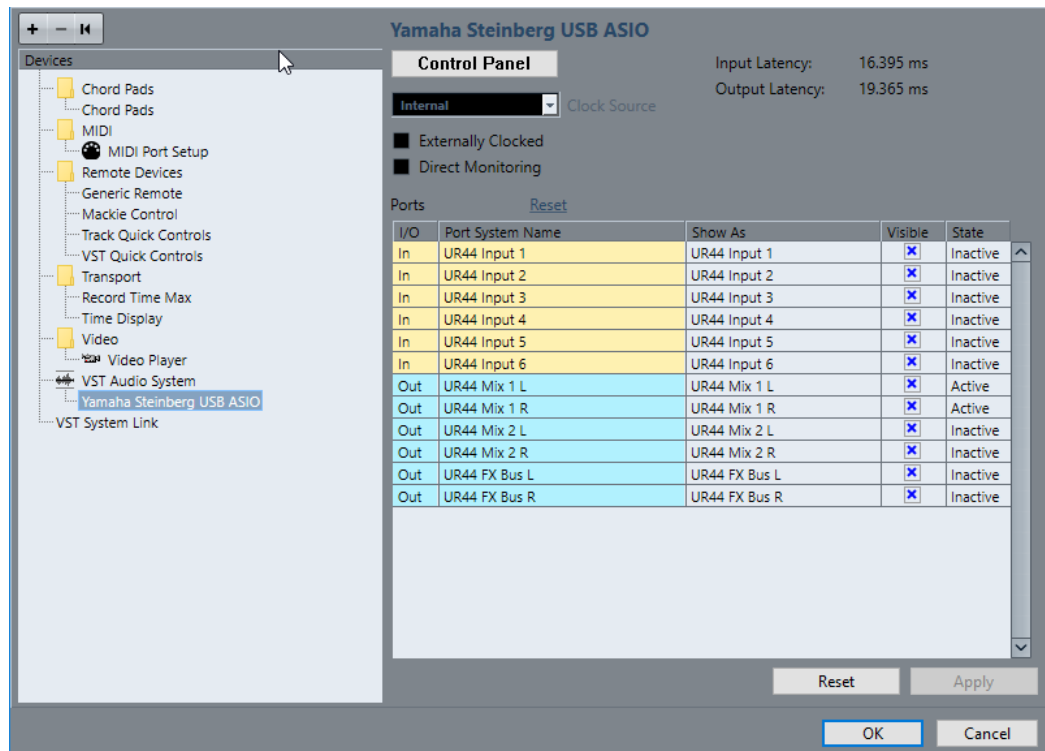 Yamaha Steinberg USB ASIO
Devices
Chord Pads
Chord Pads
MIDI
MIDI Port Setup
Remote Devices
Generic Remote
Mackie Control
Track Quick Controls
VST Quick Controls
Transport
Record Time Max
Time Display
Video
Video Player
VST Audio System
Yamaha Steinberg USB ASIO
VST System Link
Control Panel
Input Latency: 16.395 ms
Output Latency: 19.365 ms
Internal Clock Source
Externally Clocked
Direct Monitoring
Ports Reset
I/O Port System Name Show As Visible State
In UR44 Input 1 UR44 Input 1 Inactive
In UR44 Input 2 UR44 Input 2 Inactive
In UR44 Input 3 UR44 Input 3 Inactive
In UR44 Input 4 UR44 Input 4 Inactive
In UR44 Input 5 UR44 Input 5 Inactive
In UR44 Input 6 UR44 Input 6 Inactive
Out UR44 Mix 1 L UR44 Mix 1 L Active
Out UR44 Mix 1 R UR44 Mix 1 R Active
Out UR44 Mix 2 L UR44 Mix 2 L Inactive
Out UR44 Mix 2 R UR44 Mix 2 R Inactive
Out UR44 FX Bus L UR44 FX Bus L Inactive
Out UR44 FX Bus R UR44 FX Bus R Inactive
Reset Apply
OK Cancel